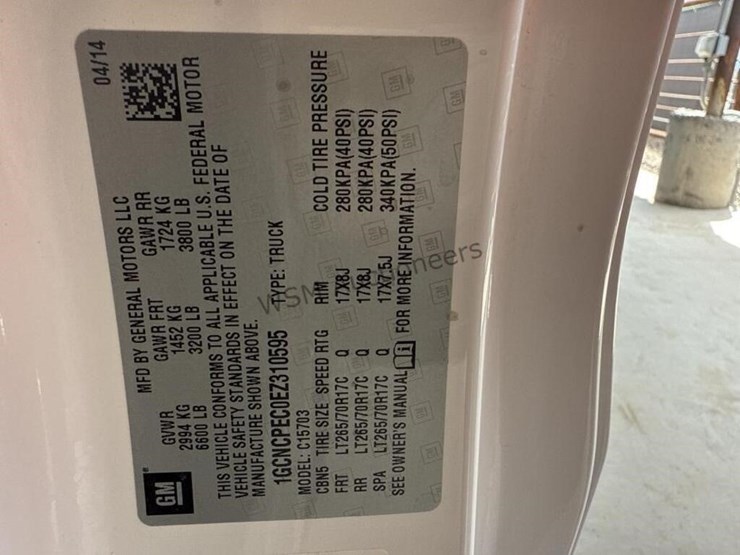 GM
MFD BY GENERAL MOTORS LLC 04/14
GVWR GAWR FRT GAWR RR
2994 KG 1452 KG 1724 KG
6600 LB 3200 LB 3800 LB
THIS VEHICLE CONFORMS TO ALL APPLICABLE U.S. FEDERAL MOTOR
VEHICLE SAFETY STANDARDS IN EFFECT ON THE DATE OF
MANUFACTURE SHOWN ABOVE.
1GCNCPEC0EZ310595 TYPE: TRUCK
MODEL: C15703
CBN5 TIRE SIZE SPEED RTG RIM COLD TIRE PRESSURE
FRT LT265/70R17C Q 17X8J 280KPA(40PSI)
RR LT265/70R17C Q 17X8J 280KPA(40PSI)
SPA LT265/70R17C Q 17X7.5J 340KPA(50PSI)
SEE OWNER'S MANUAL FOR MORE INFORMATION.